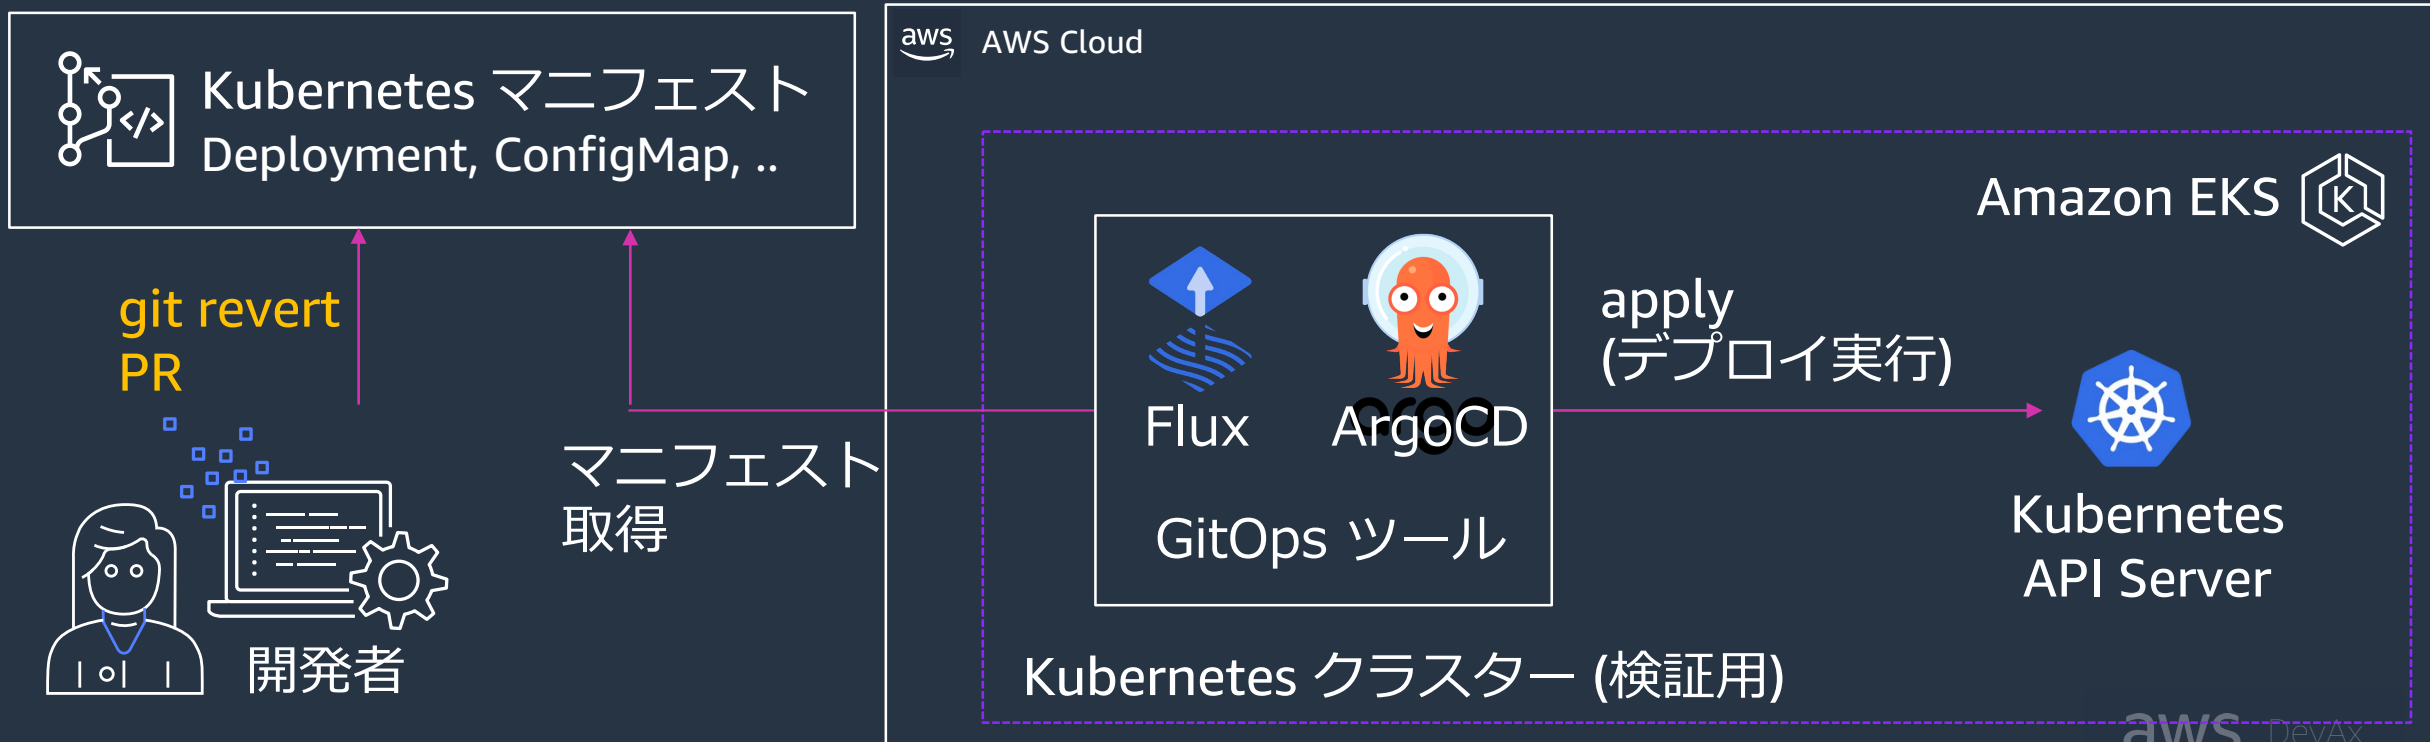 Kubernetes マニフェスト
Deployment, ConfigMap, ..
git revert
PR
開発者
マニフェスト
取得
aws
AWS Cloud
Amazon EKS
K
Flux
ArgoCD
argo
GitOps ツール
apply
(デプロイ実行)
Kubernetes
API Server
Kubernetes クラスター (検証用)
aws DevAx